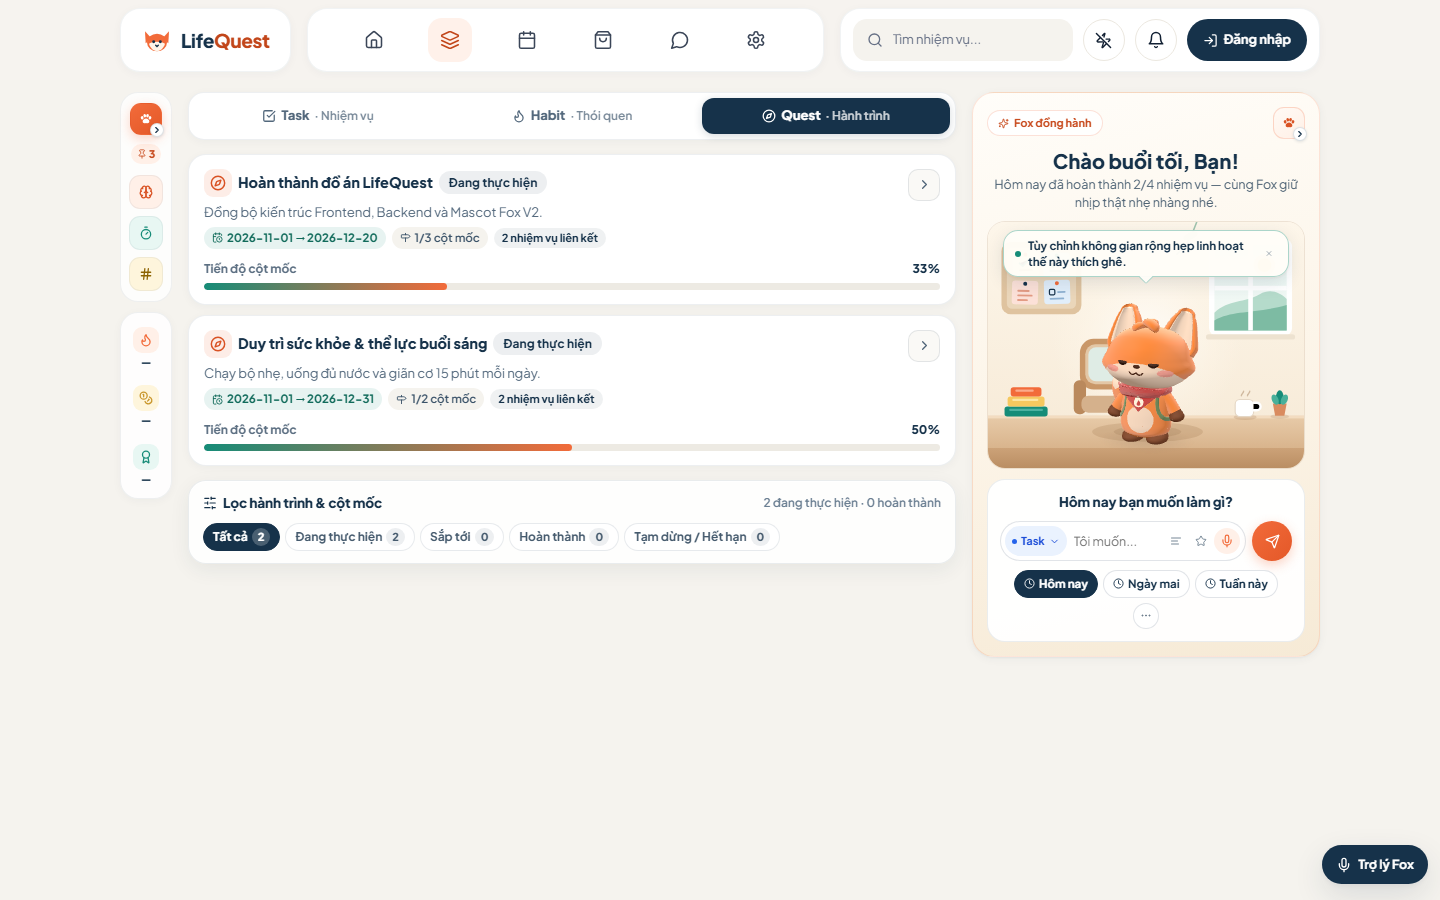 LifeQuest
Tìm nhiệm vụ...
Đăng nhập
3
Task · Nhiệm vụ
Habit · Thói quen
Quest · Hành trình
Hoàn thành đồ án LifeQuest Đang thực hiện
Đồng bộ kiến trúc Frontend, Backend và Mascot Fox V2.
2026-11-01 → 2026-12-20 1/3 cột mốc 2 nhiệm vụ liên kết
Tiến độ cột mốc 33%
Duy trì sức khỏe & thể lực buổi sáng Đang thực hiện
Chạy bộ nhẹ, uống đủ nước và giãn cơ 15 phút mỗi ngày.
2026-11-01 → 2026-12-31 1/2 cột mốc 2 nhiệm vụ liên kết
Tiến độ cột mốc 50%
Lọc hành trình & cột mốc 2 đang thực hiện · 0 hoàn thành
Tất cả 2 Đang thực hiện 2 Sắp tới 0 Hoàn thành 0 Tạm dừng / Hết hạn 0
Fox đồng hành
Chào buổi tối, Bạn!
Hôm nay đã hoàn thành 2/4 nhiệm vụ — cùng Fox giữ
nhịp thật nhẹ nhàng nhé.
Tùy chỉnh không gian rộng hẹp linh hoạt
thế này thích ghê.
Hôm nay bạn muốn làm gì?
Task Tôi muốn...
Hôm nay Ngày mai Tuần này
...
Trợ lý Fox